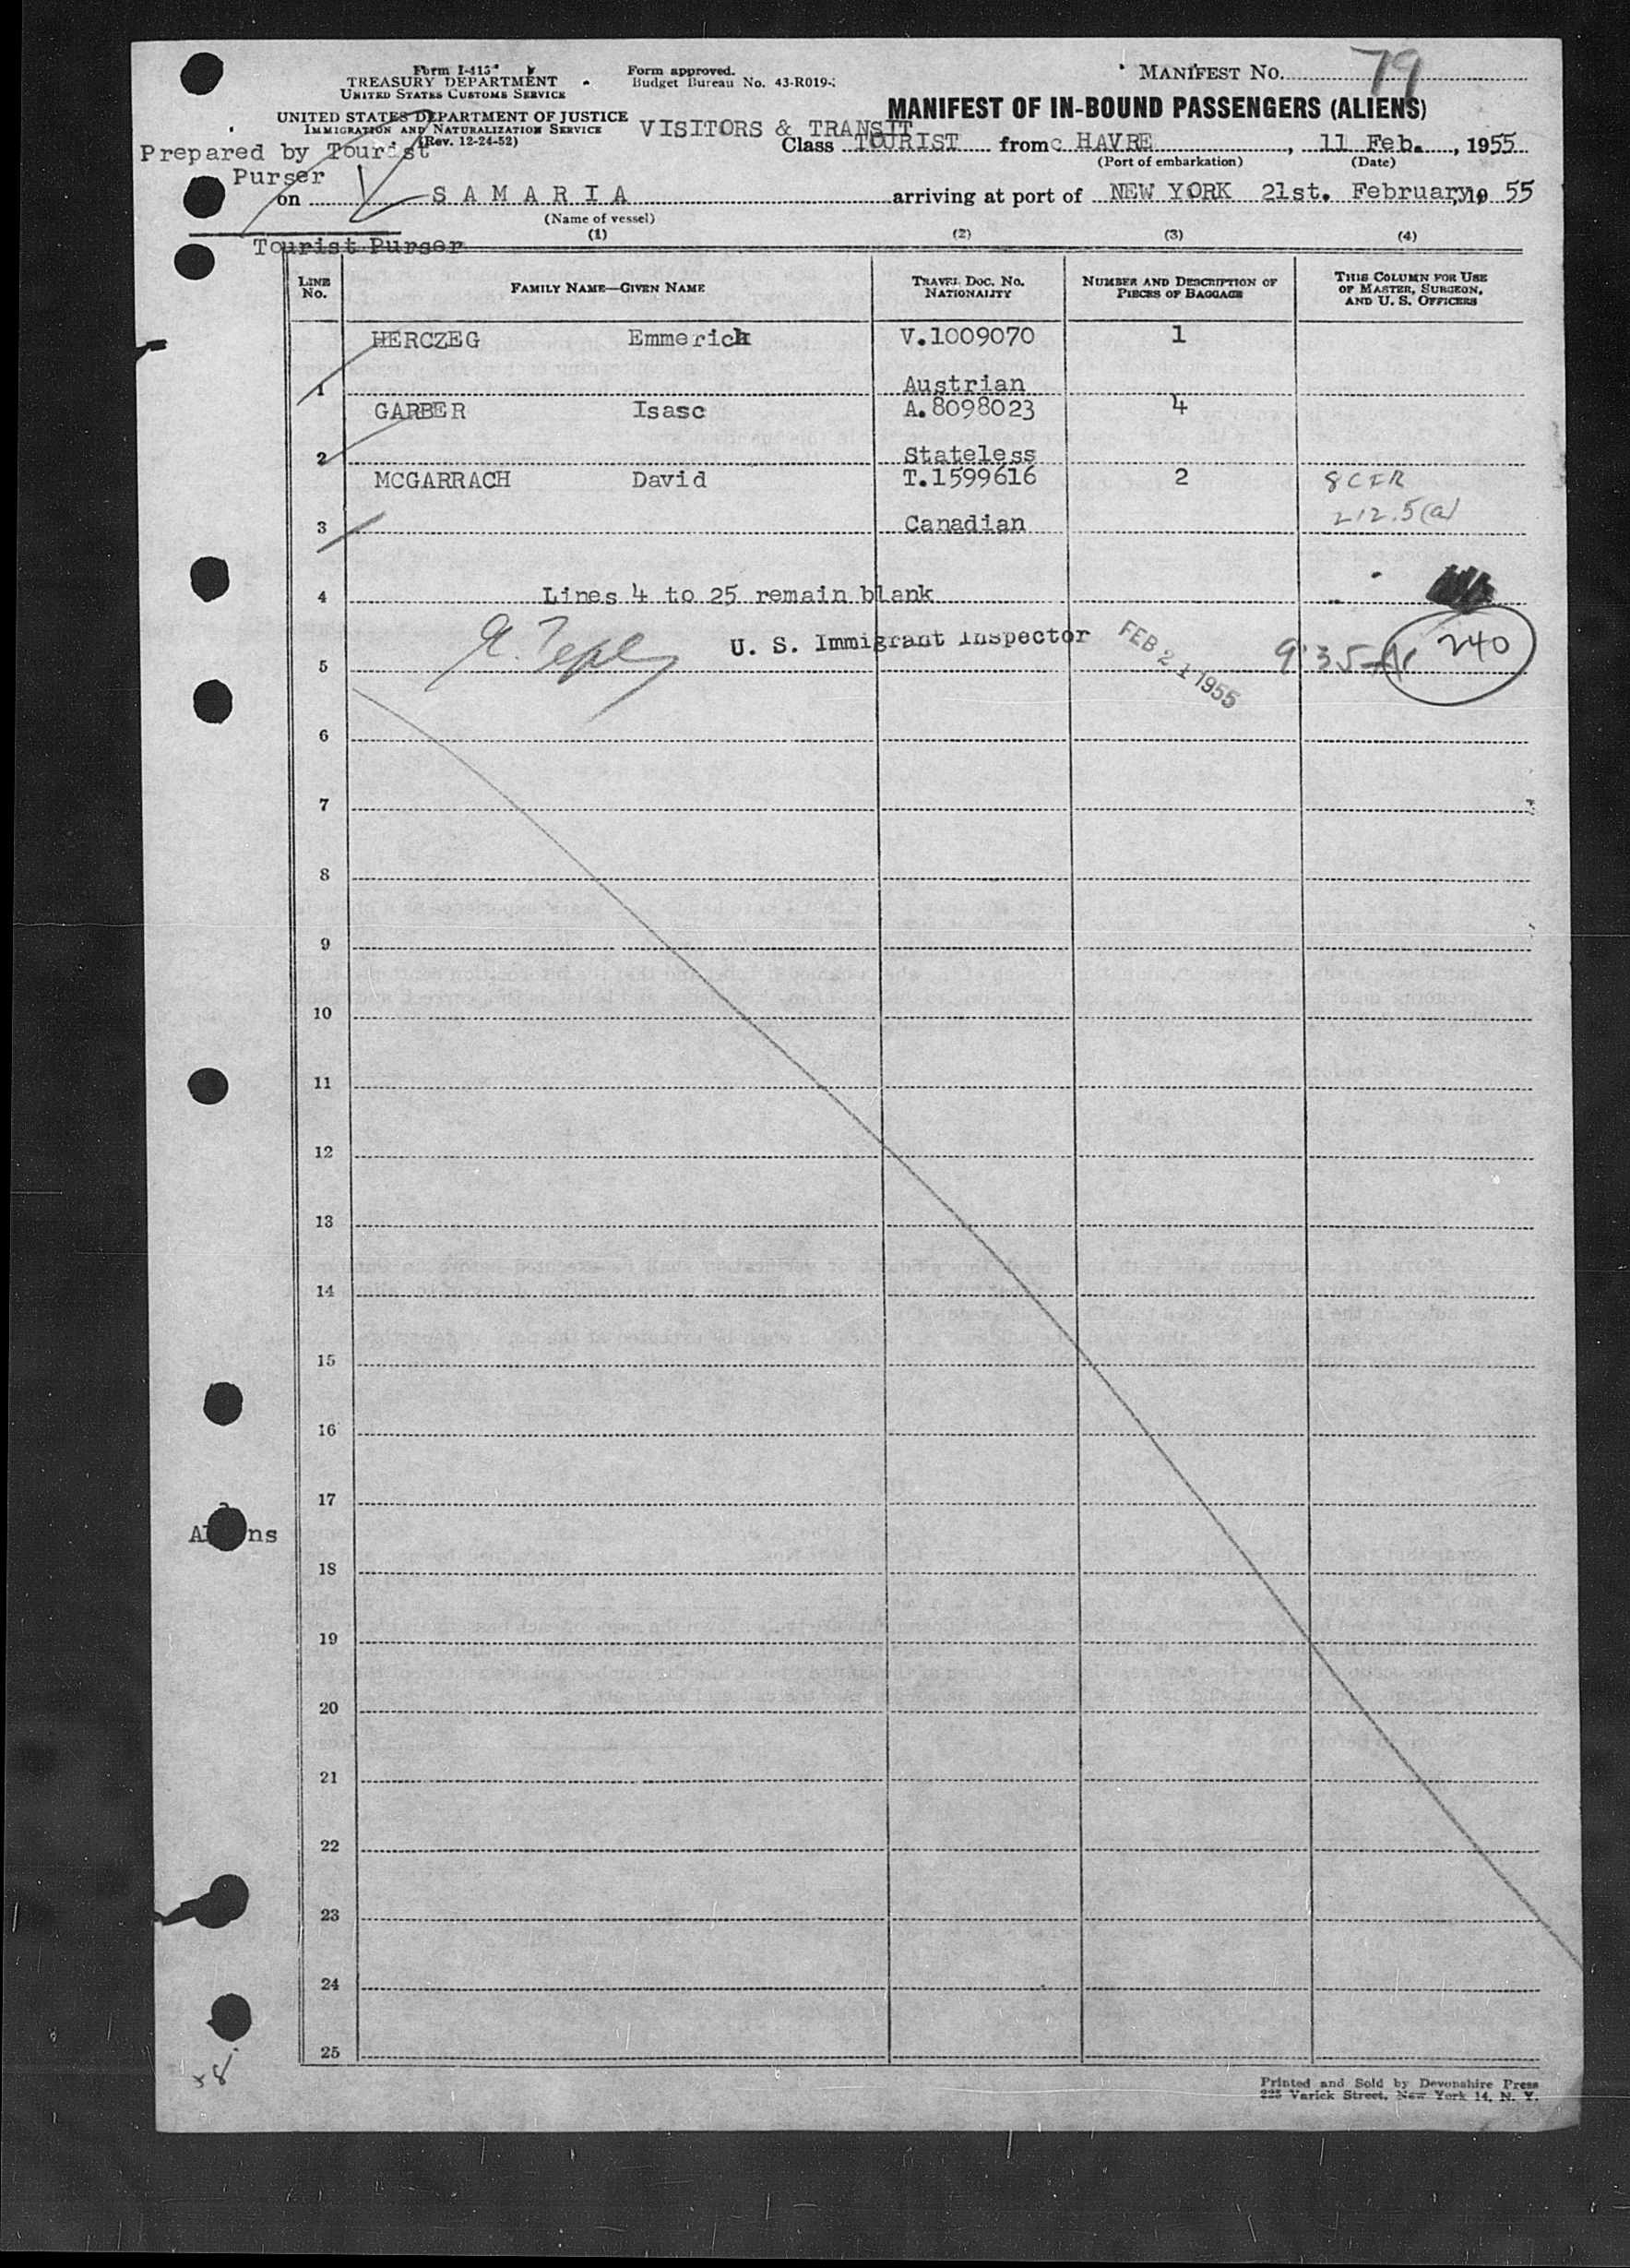 Form I-415
TREASURY DEPARTMENT
UNITED STATES CUSTOMS SERVICE
UNITED STATES DEPARTMENT OF JUSTICE
IMMIGRATION AND NATURALIZATION SERVICE
(Rev. 12-24-52)
Form approved.
Budget Bureau No. 43-R019-
MANIFEST No. 79
MANIFEST OF IN-BOUND PASSENGERS (ALIENS)
VISITORS & TRANSIT
Prepared by Tourist
Purser
Class TOURIST from HAVRE, 11 Feb., 1955
(Port of embarkation) (Date)
on S A M A R I A arriving at port of NEW YORK 21st. February, 19 55
(Name of vessel)
Tourist Purser
(1) (2) (3) (4)
LINE No. FAMILY NAME—GIVEN NAME TRAVEL DOC. NO. NATIONALITY NUMBER AND DESCRIPTION OF PIECES OF BAGGAGE THIS COLUMN FOR USE OF MASTER, SURGEON, AND U. S. OFFICERS
HERCZEG Emmerich V.1009070 1
1 Austrian
GARBER Isasc A.8098023 4
2 Stateless
MCGARRACH David T.1599616 2 8 CFR
3 Canadian 212.5(a)
4 Lines 4 to 25 remain blank
U. S. Immigrant Inspector FEB 21 1955 9:35 240
5
6
7
8
9
10
11
12
13
14
15
16
17
A ns
18
19
20
21
22
23
24
25
Printed and Sold by Devonshire Press
225 Varick Street, New York 14, N. Y.